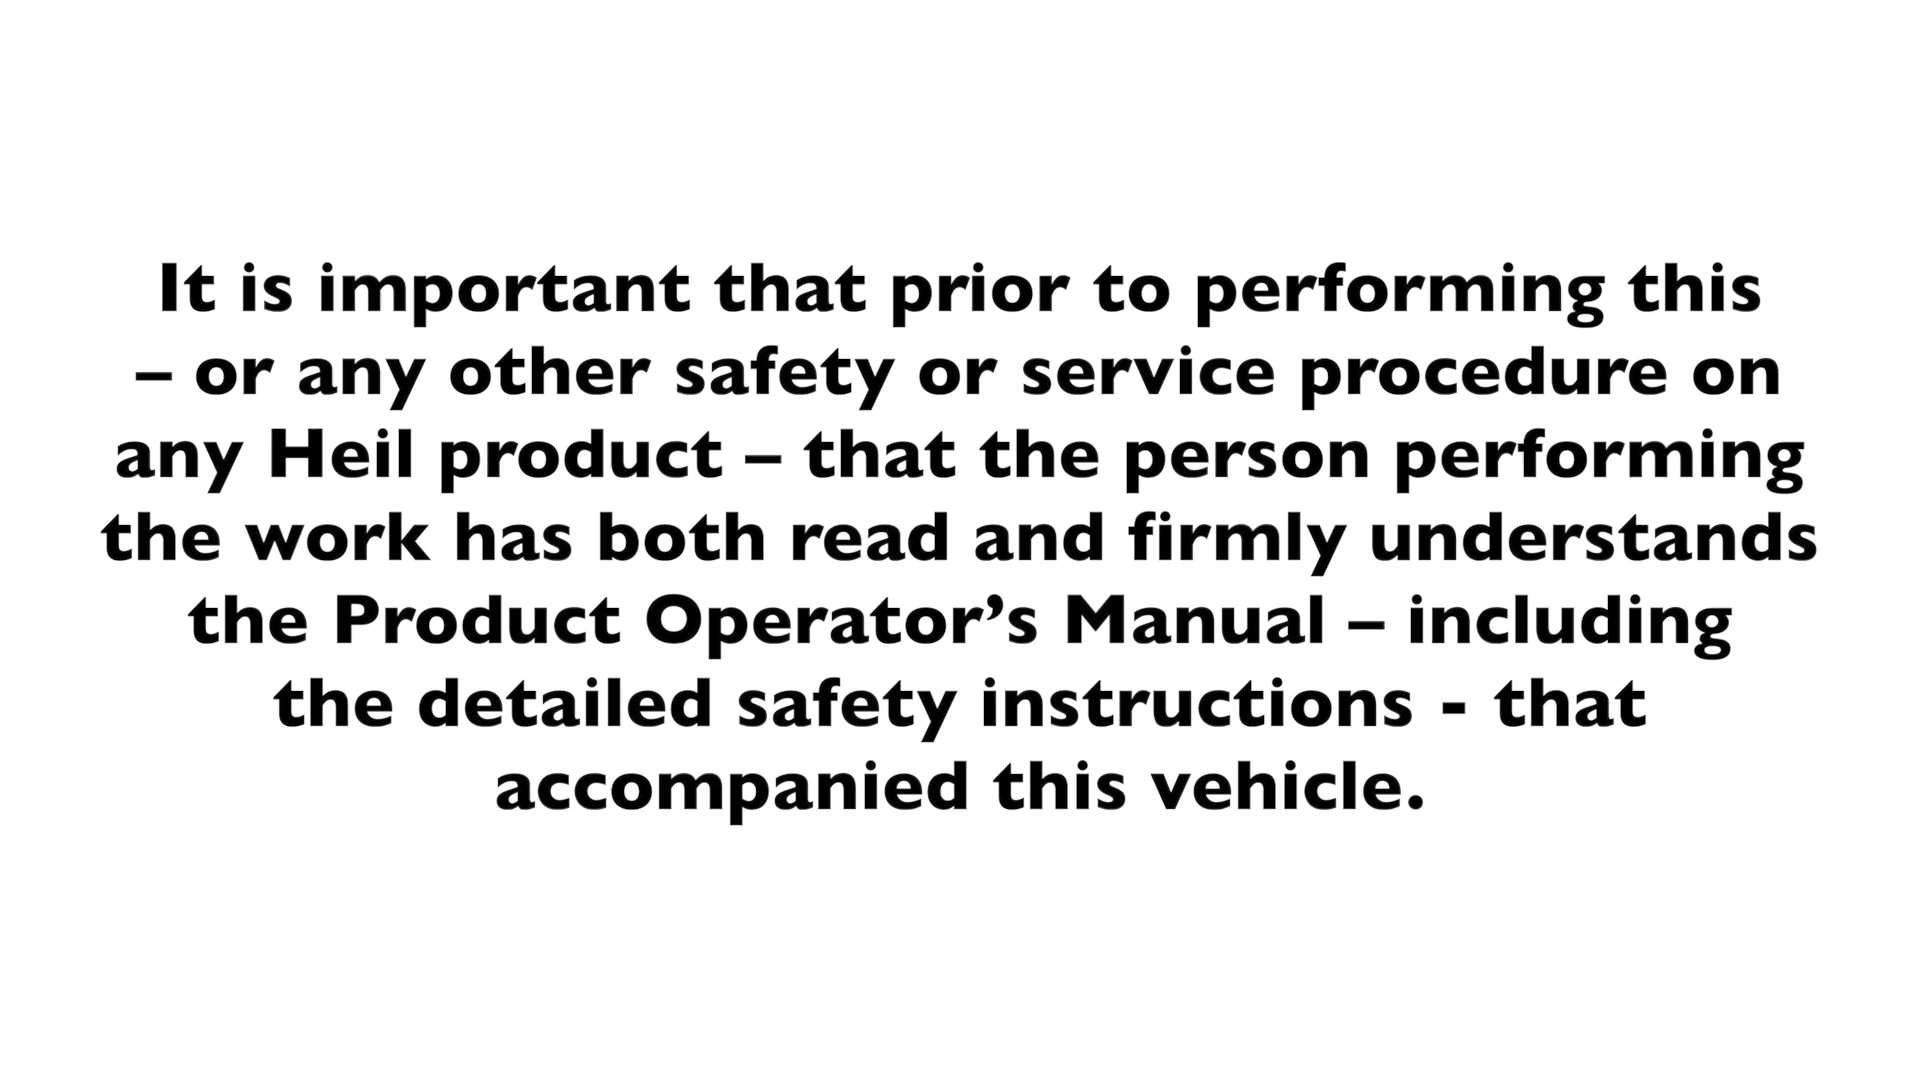 It is important that prior to performing this
– or any other safety or service procedure on
any Heil product – that the person performing
the work has both read and firmly understands
the Product Operator’s Manual – including
the detailed safety instructions - that
accompanied this vehicle.